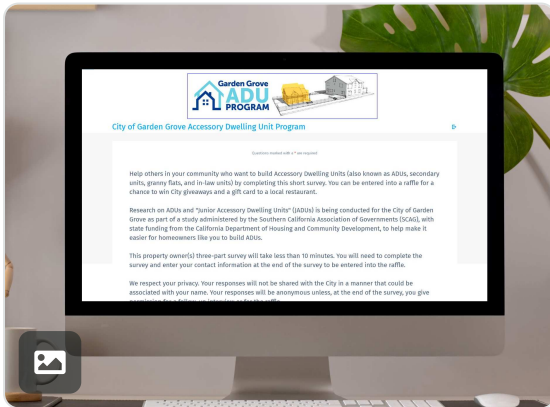 Garden Grove
ADU
PROGRAM
City of Garden Grove Accessory Dwelling Unit Program
Questions marked with a * are required
Help others in your community who want to build Accessory Dwelling Units (also known as ADUs, secondary
units, granny flats, and in-law units) by completing this short survey. You can be entered into a raffle for a
chance to win City giveaways and a gift card to a local restaurant.
Research on ADUs and "Junior Accessory Dwelling Units" (JADUs) is being conducted for the City of Garden
Grove as part of a study administered by the Southern California Association of Governments (SCAG), with
state funding from the California Department of Housing and Community Development, to help make it
easier for homeowners like you to build ADUs.
This property owner(s) three-part survey will take less than 10 minutes. You will need to complete the
survey and enter your contact information at the end of the survey to be entered into the raffle.
We respect your privacy. Your responses will not be shared with the City in a manner that could be
associated with your name. Your responses will be anonymous unless, at the end of the survey, you give
permission for a follow-up interview or for the raffle.